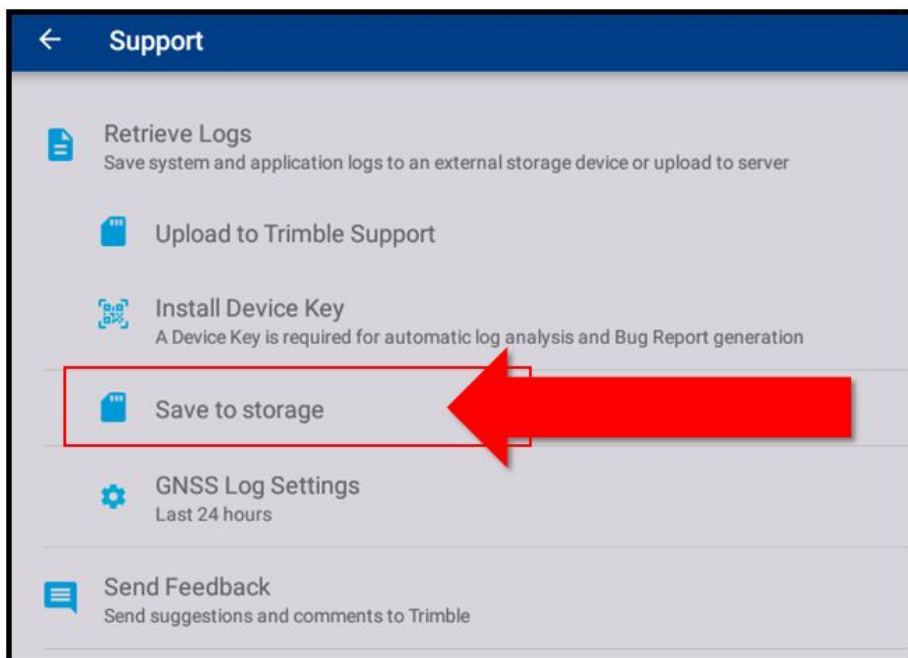 Support
Retrieve Logs
Save system and application logs to an external storage device or upload to server
Upload to Trimble Support
Install Device Key
A Device Key is required for automatic log analysis and Bug Report generation
Save to storage
GNSS Log Settings
Last 24 hours
Send Feedback
Send suggestions and comments to Trimble